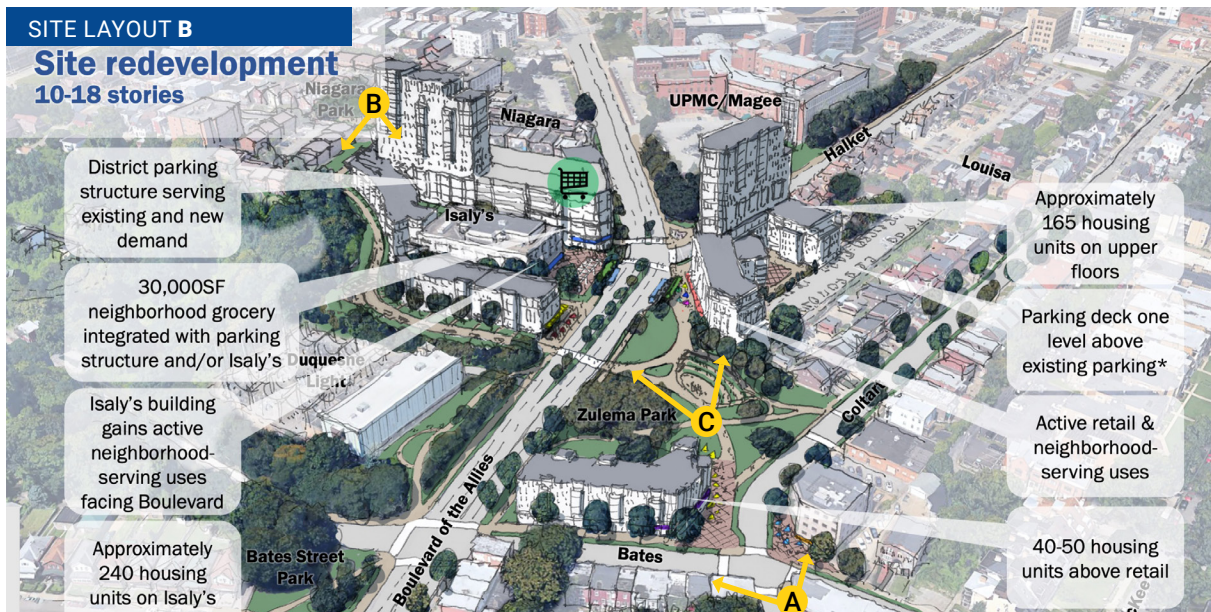 SITE LAYOUT B
Site redevelopment
10-18 stories
Niagara
Park
B
Niagara
UPMC/Magee
Halket
Louisa
District parking
structure serving
existing and new
demand
Isaly's
Approximately
165 housing
units on upper
floors
30,000SF
neighborhood grocery
integrated with parking
structure and/or Isaly's
Duquesne
Light
Parking deck one
level above
existing parking*
Isaly's building
gains active
neighborhood-
serving uses
facing Boulevard
Zulema Park
C
Coltart
Active retail &
neighborhood-
serving uses
Approximately
240 housing
units on Isaly's
Bates Street
Park
Boulevard of the Allies
Bates
A
40-50 housing
units above retail